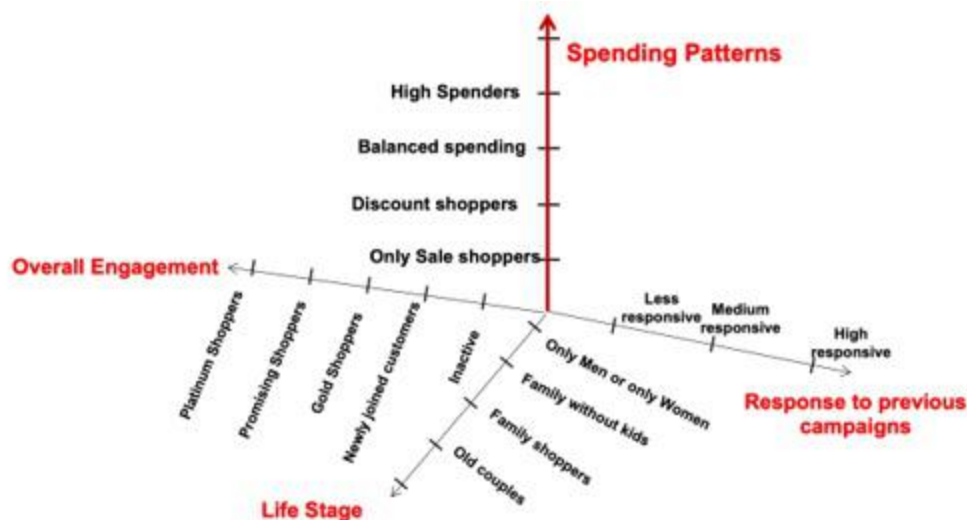 Spending Patterns
High Spenders
Balanced spending
Discount shoppers
Only Sale shoppers
Overall Engagement
Platinum Shoppers
Promising Shoppers
Gold Shoppers
Newly joined customers
Inactive
Less
responsive
Medium
responsive
High
responsive
Response to previous
campaigns
Only Men or only Women
Family without kids
Family shoppers
Old couples
Life Stage